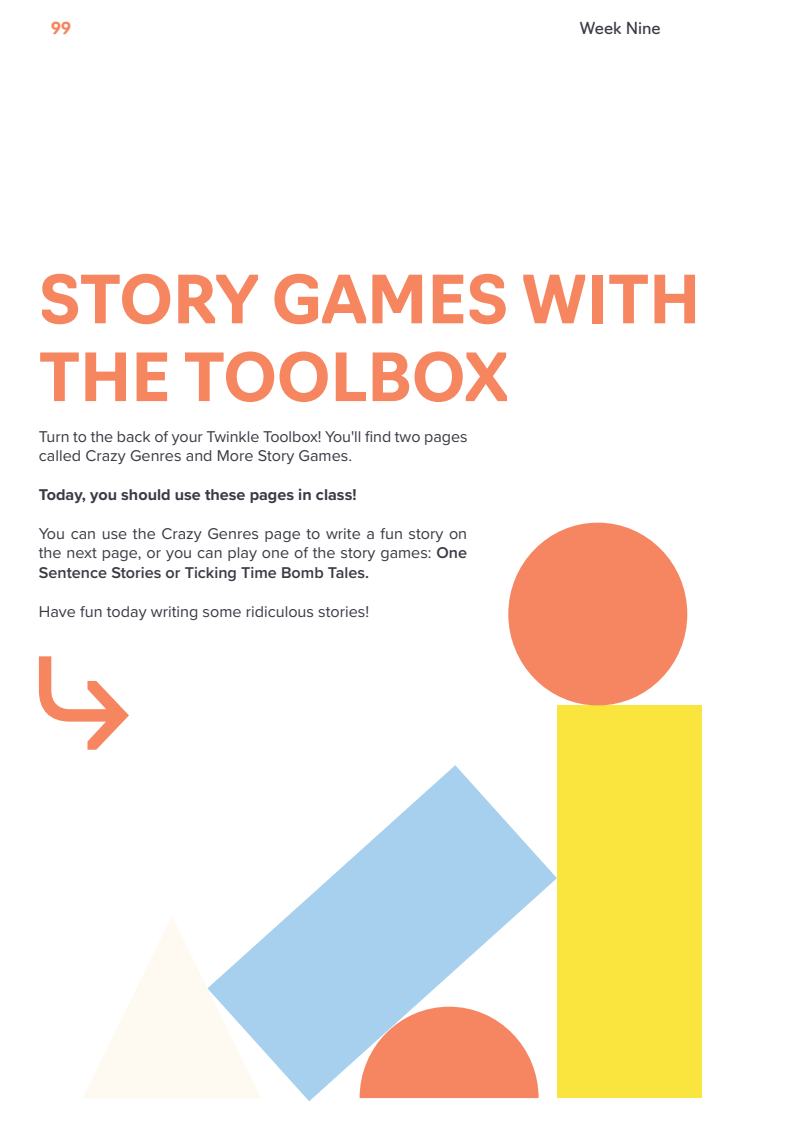 99
Week Nine
STORY GAMES WITH
THE TOOLBOX
Turn to the back of your Twinkle Toolbox! You'll find two pages
called Crazy Genres and More Story Games.
Today, you should use these pages in class!
You can use the Crazy Genres page to write a fun story on
the next page, or you can play one of the story games: One
Sentence Stories or Ticking Time Bomb Tales.
Have fun today writing some ridiculous stories!